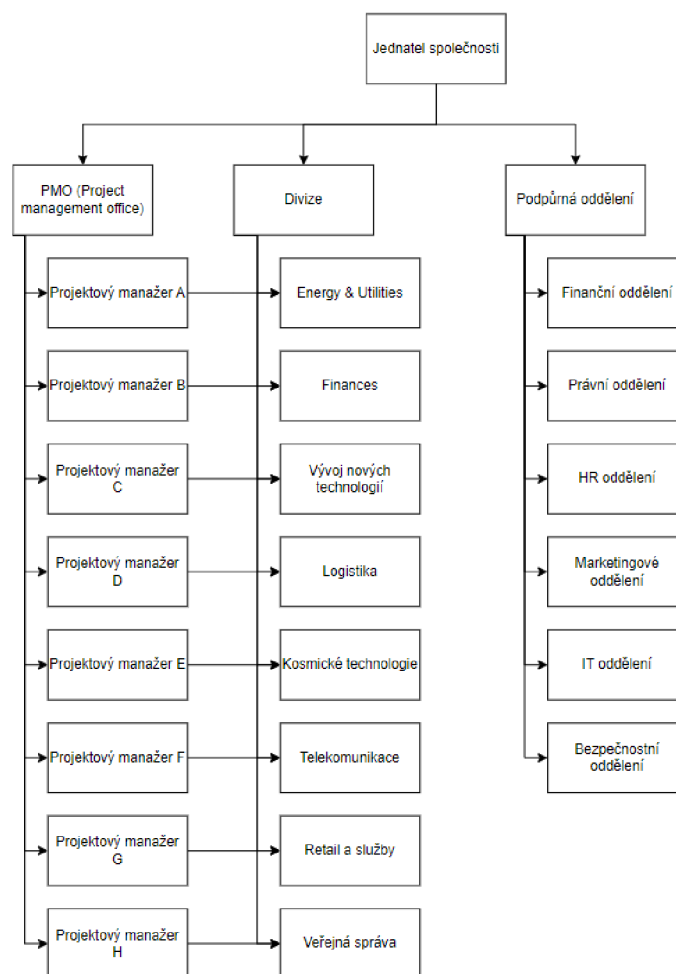 Jednatel společnosti
PMO (Project
management office)
Divize
Podpůrná oddělení
Projektový manažer A
Energy & Utilities
Finanční oddělení
Projektový manažer B
Finances
Právní oddělení
Projektový manažer
C
Vývoj nových
technologií
HR oddělení
Projektový manažer
D
Logistika
Marketingové
oddělení
Projektový manažer E
Kosmické technologie
IT oddělení
Projektový manažer F
Telekomunikace
Bezpečnostní
oddělení
Projektový manažer
G
Retail a služby
Projektový manažer
H
Veřejná správa